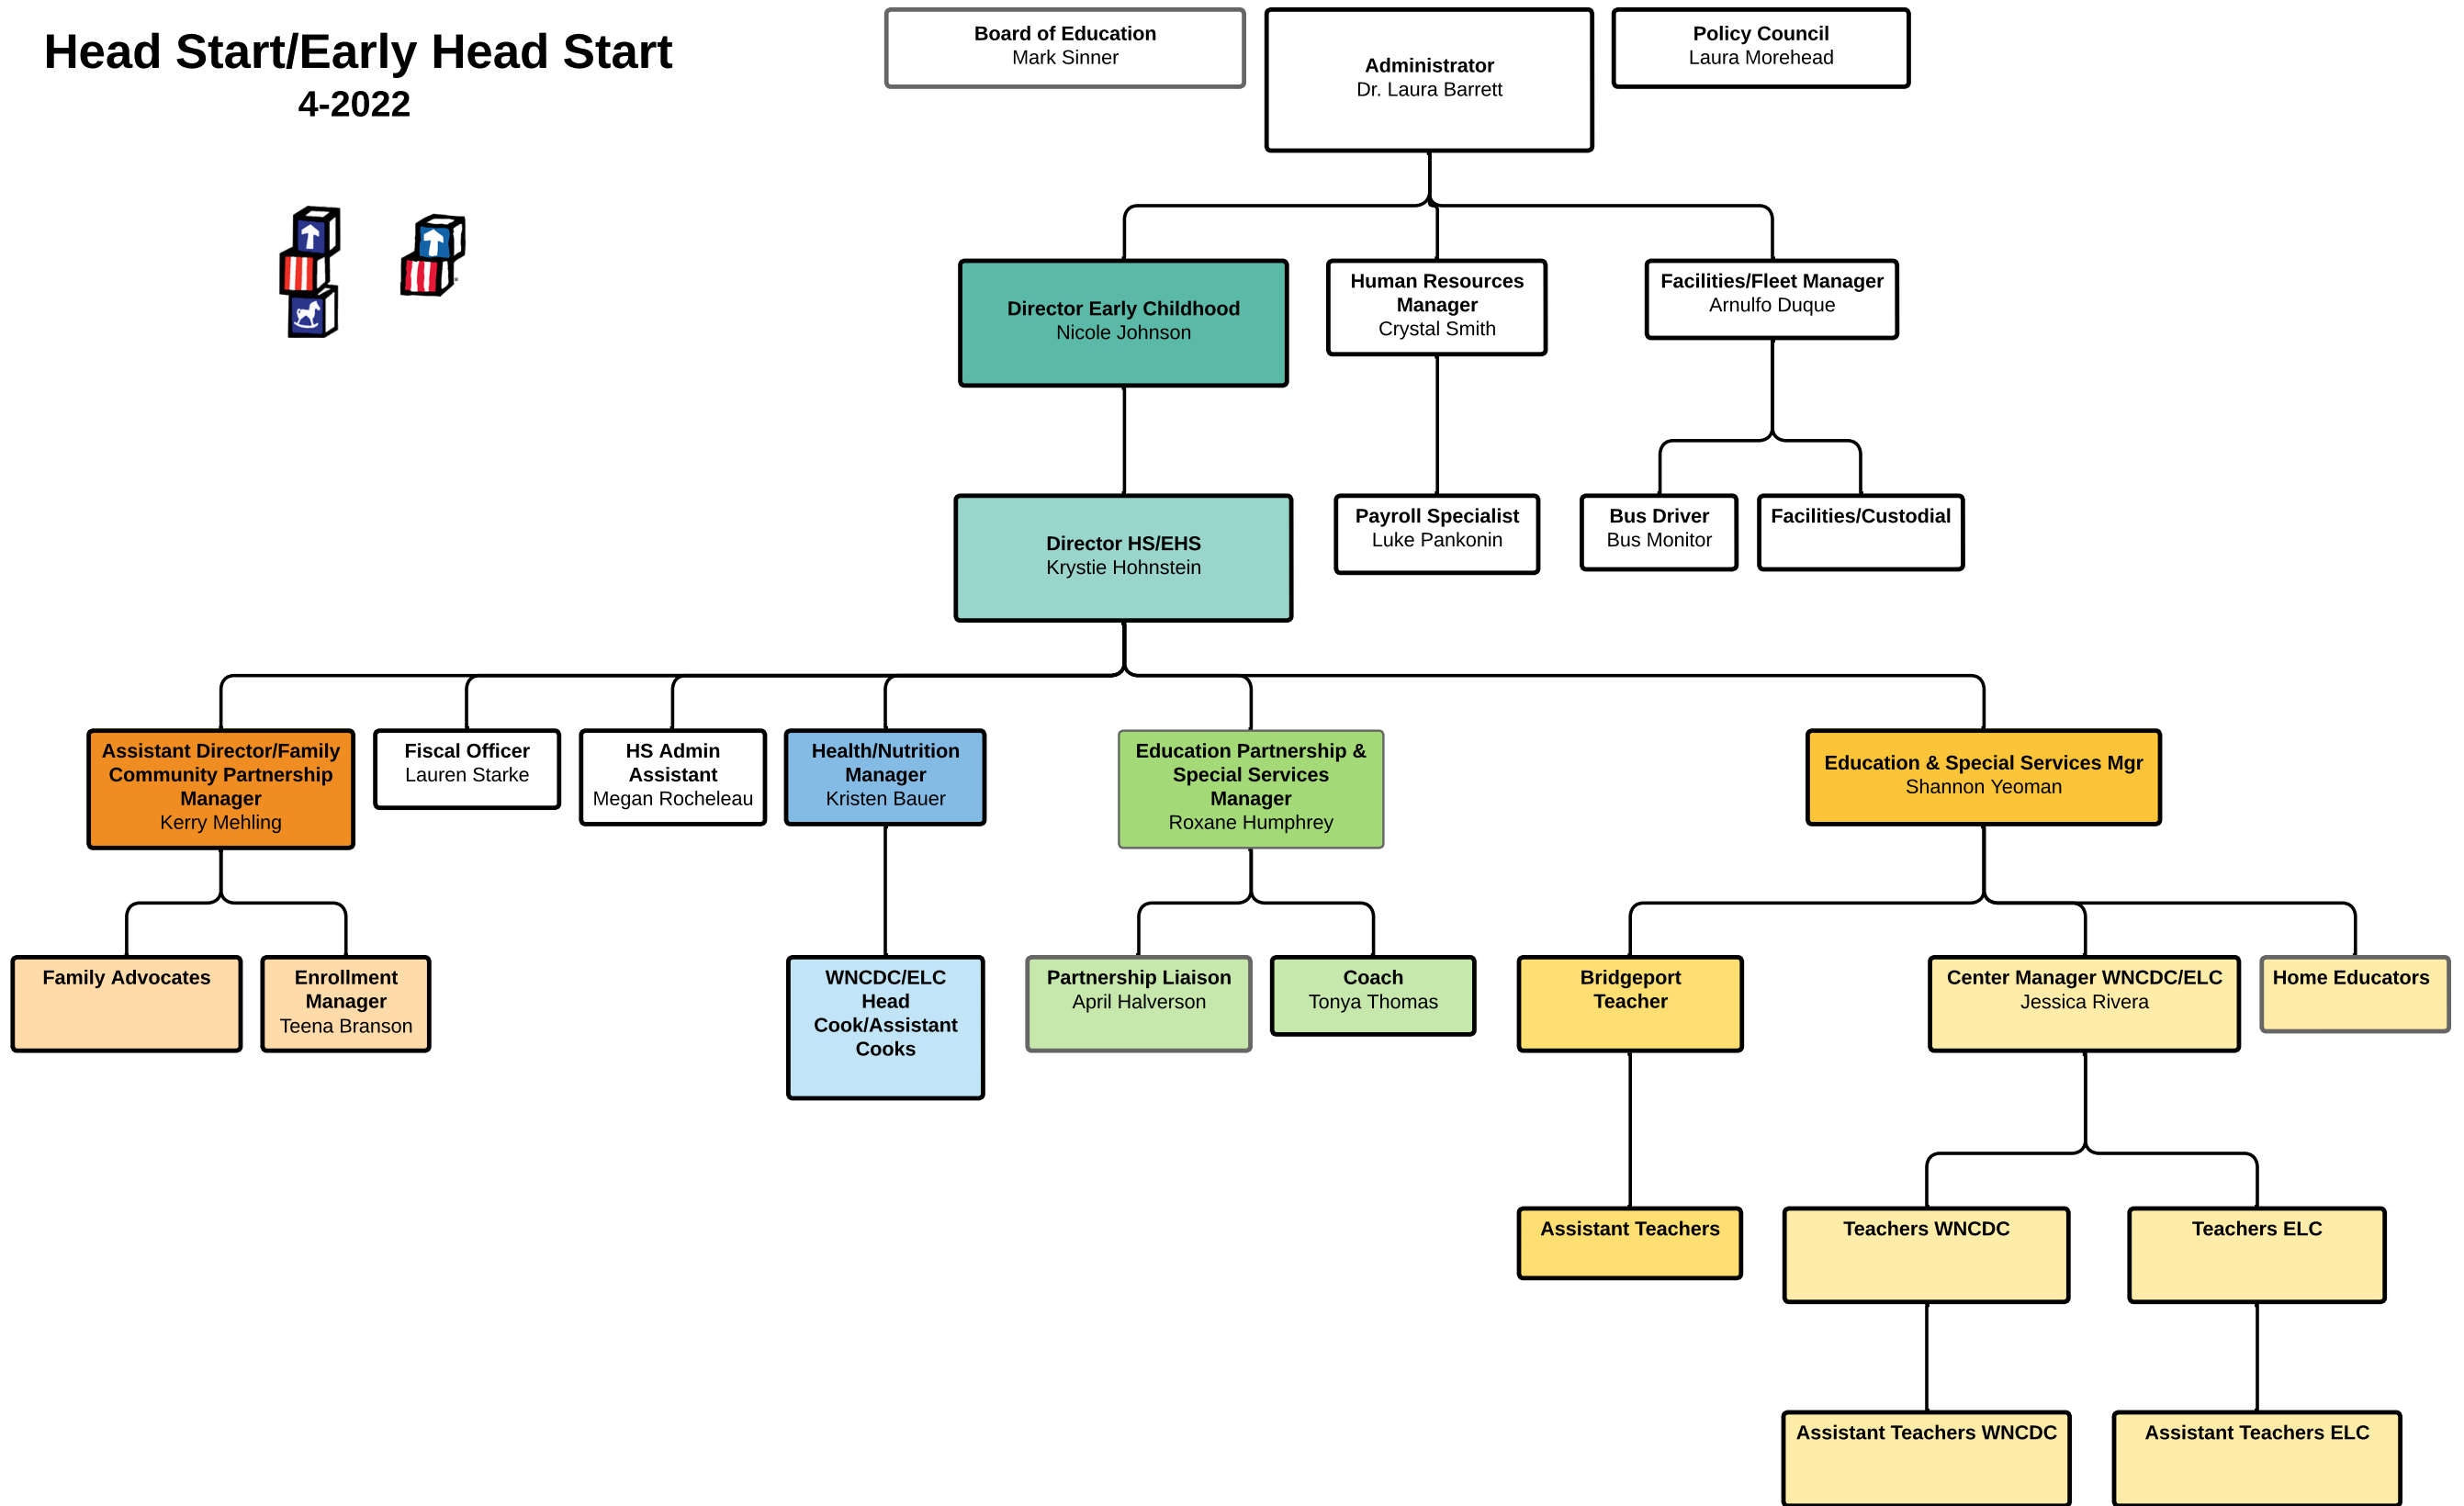 Head Start/Early Head Start
4-2022
Board of Education
Mark Sinner
Administrator
Dr. Laura Barrett
Policy Council
Laura Morehead
Director Early Childhood
Nicole Johnson
Human Resources
Manager
Crystal Smith
Facilities/Fleet Manager
Arnulfo Duque
Director HS/EHS
Krystie Hohnstein
Payroll Specialist
Luke Pankonin
Bus Driver
Bus Monitor
Facilities/Custodial
Assistant Director/Family
Community Partnership
Manager
Kerry Mehling
Fiscal Officer
Lauren Starke
HS Admin
Assistant
Megan Rocheleau
Health/Nutrition
Manager
Kristen Bauer
Education Partnership &
Special Services
Manager
Roxane Humphrey
Education & Special Services Mgr
Shannon Yeoman
Family Advocates
Enrollment
Manager
Teena Branson
WNCDC/ELC
Head
Cook/Assistant
Cooks
Partnership Liaison
April Halverson
Coach
Tonya Thomas
Bridgeport
Teacher
Center Manager WNCDC/ELC
Jessica Rivera
Home Educators
Assistant Teachers
Teachers WNCDC
Teachers ELC
Assistant Teachers WNCDC
Assistant Teachers ELC